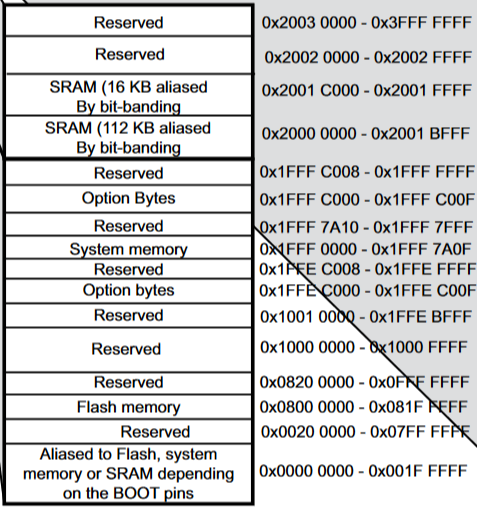 Reserved 0x2003 0000 - 0x3FFF FFFF
Reserved 0x2002 0000 - 0x2002 FFFF
SRAM (16 KB aliased
By bit-banding 0x2001 C000 - 0x2001 FFFF
SRAM (112 KB aliased
By bit-banding 0x2000 0000 - 0x2001 BFFF
Reserved 0x1FFF C008 - 0x1FFF FFFF
Option Bytes 0x1FFF C000 - 0x1FFF C00F
Reserved 0x1FFF 7A10 - 0x1FFF 7FFF
System memory 0x1FFF 0000 - 0x1FFF 7A0F
Reserved 0x1FFE C008 - 0x1FFE FFFF
Option bytes 0x1FFE C000 - 0x1FFE C00F
Reserved 0x1001 0000 - 0x1FFE BFFF
Reserved 0x1000 0000 - 0x1000 FFFF
Reserved 0x0820 0000 - 0x0FFF FFFF
Flash memory 0x0800 0000 - 0x081F FFFF
Reserved 0x0020 0000 - 0x07FF FFFF
Aliased to Flash, system
memory or SRAM depending 0x0000 0000 - 0x001F FFFF
on the BOOT pins